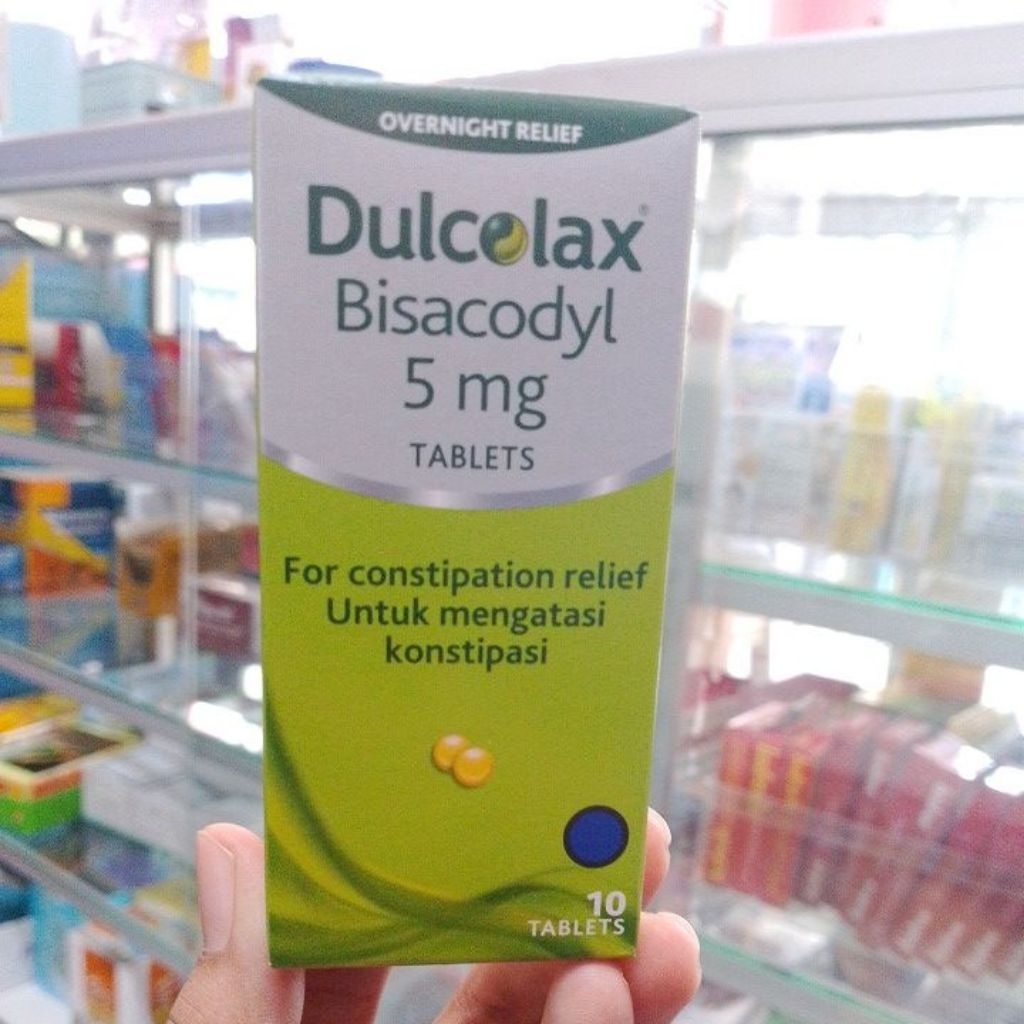 OVERNIGHT RELIEF
Dulcolax®
Bisacodyl
5 mg
TABLETS
For constipation relief
Untuk mengatasi
konstipasi
10
TABLETS